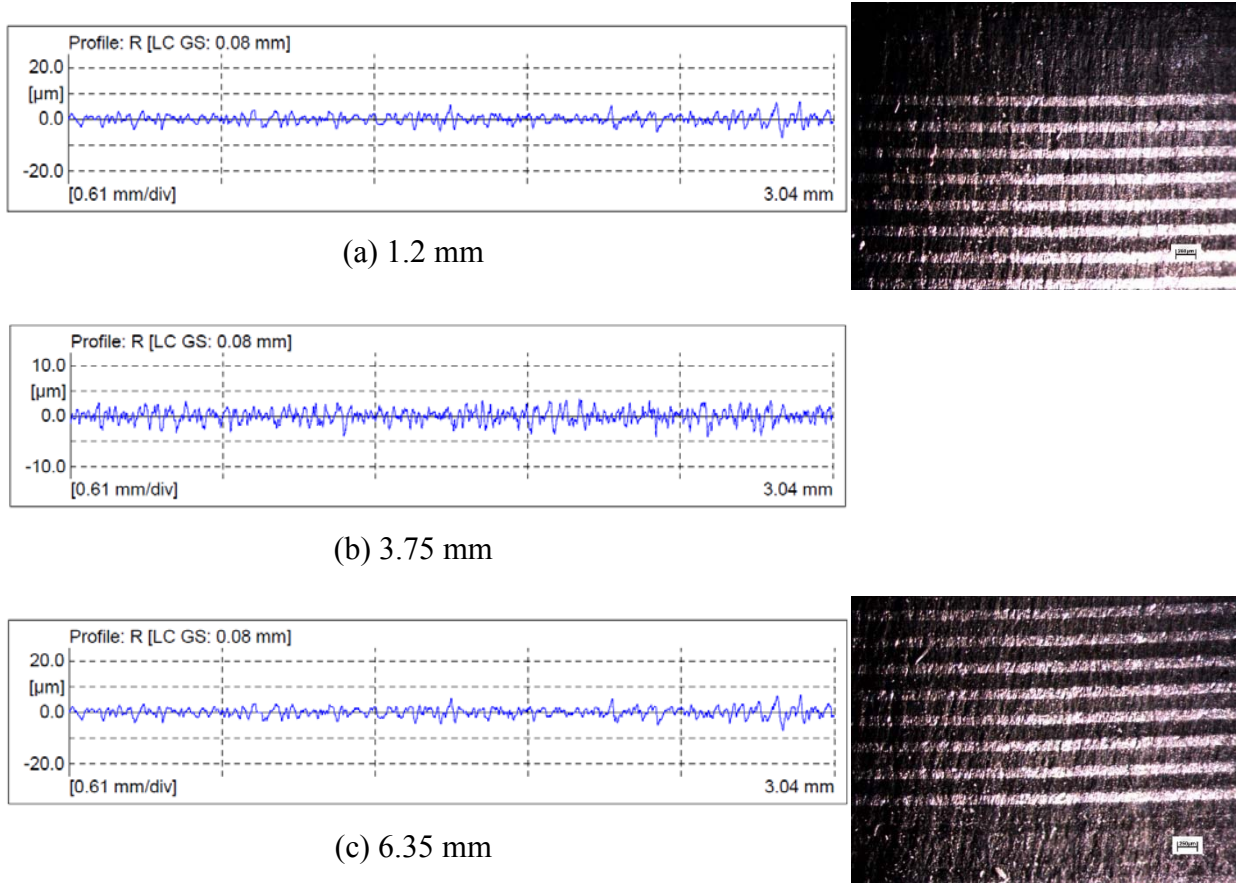 Profile: R [LC GS: 0.08 mm]
20.0
[µm]
0.0
-20.0
[0.61 mm/div] 3.04 mm
(a) 1.2 mm
Profile: R [LC GS: 0.08 mm]
10.0
[µm]
0.0
-10.0
[0.61 mm/div] 3.04 mm
(b) 3.75 mm
Profile: R [LC GS: 0.08 mm]
20.0
[µm]
0.0
-20.0
[0.61 mm/div] 3.04 mm
250µm
(c) 6.35 mm